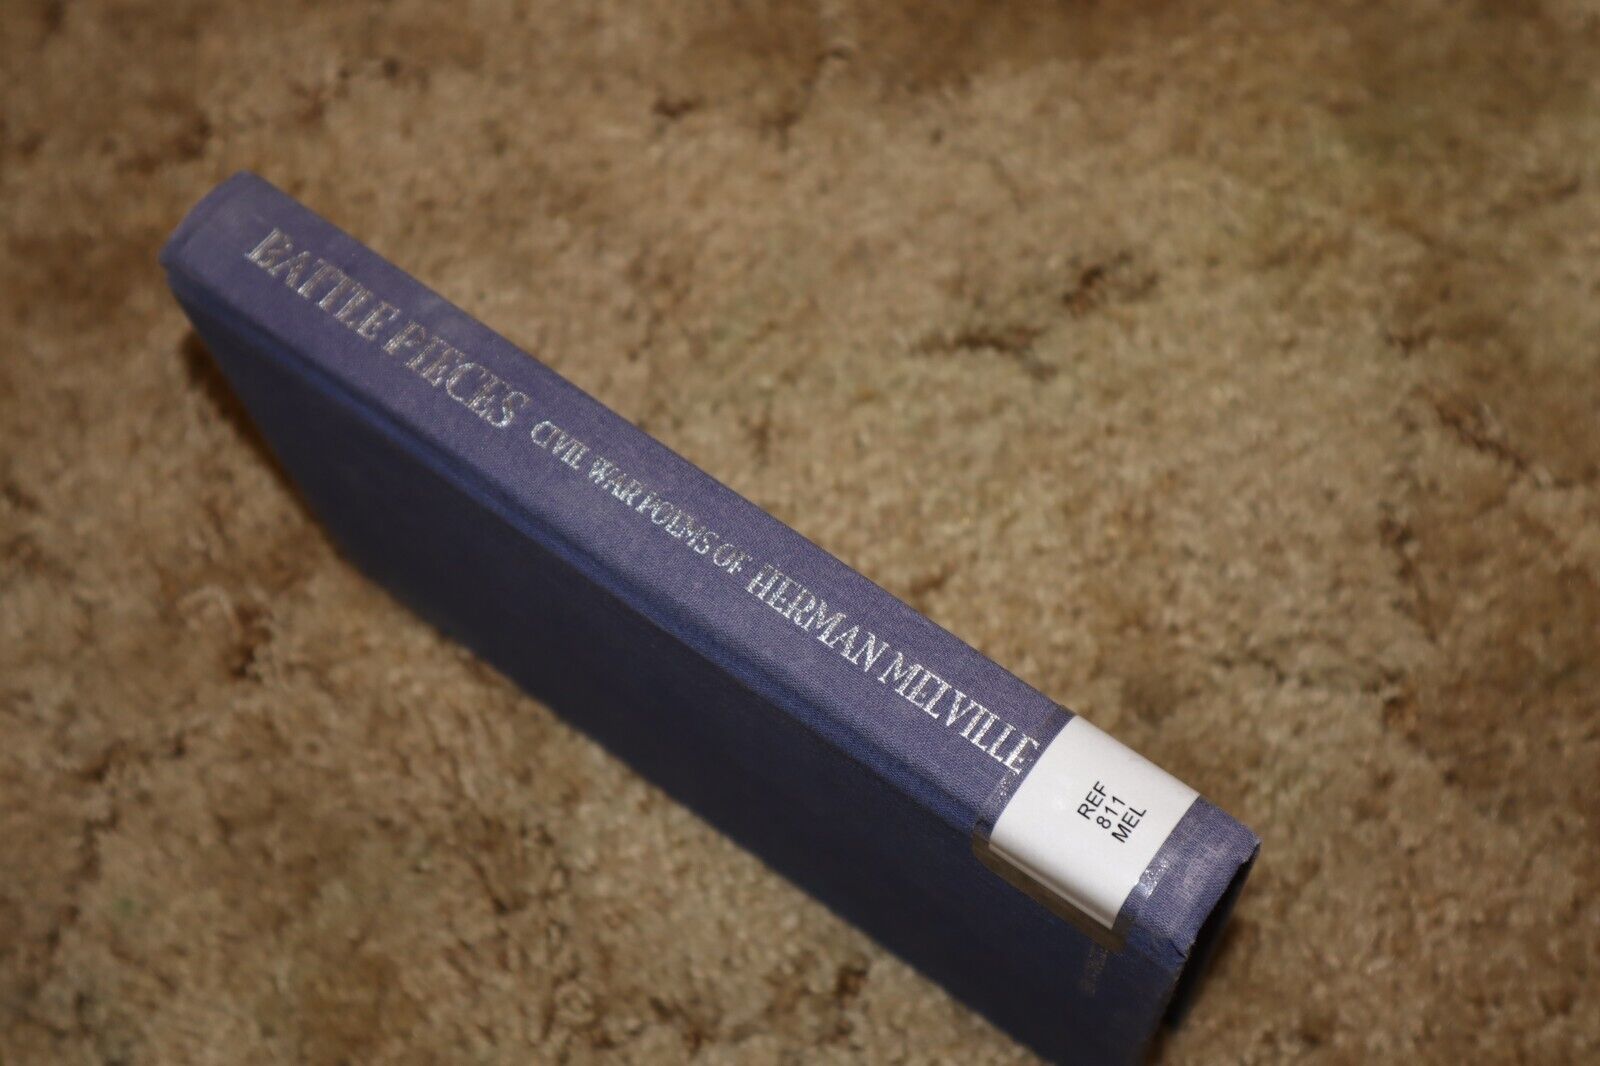 BATTLE PIECES CIVIL WAR POEMS OF HERMAN MELVILLE
REF
811
MEL